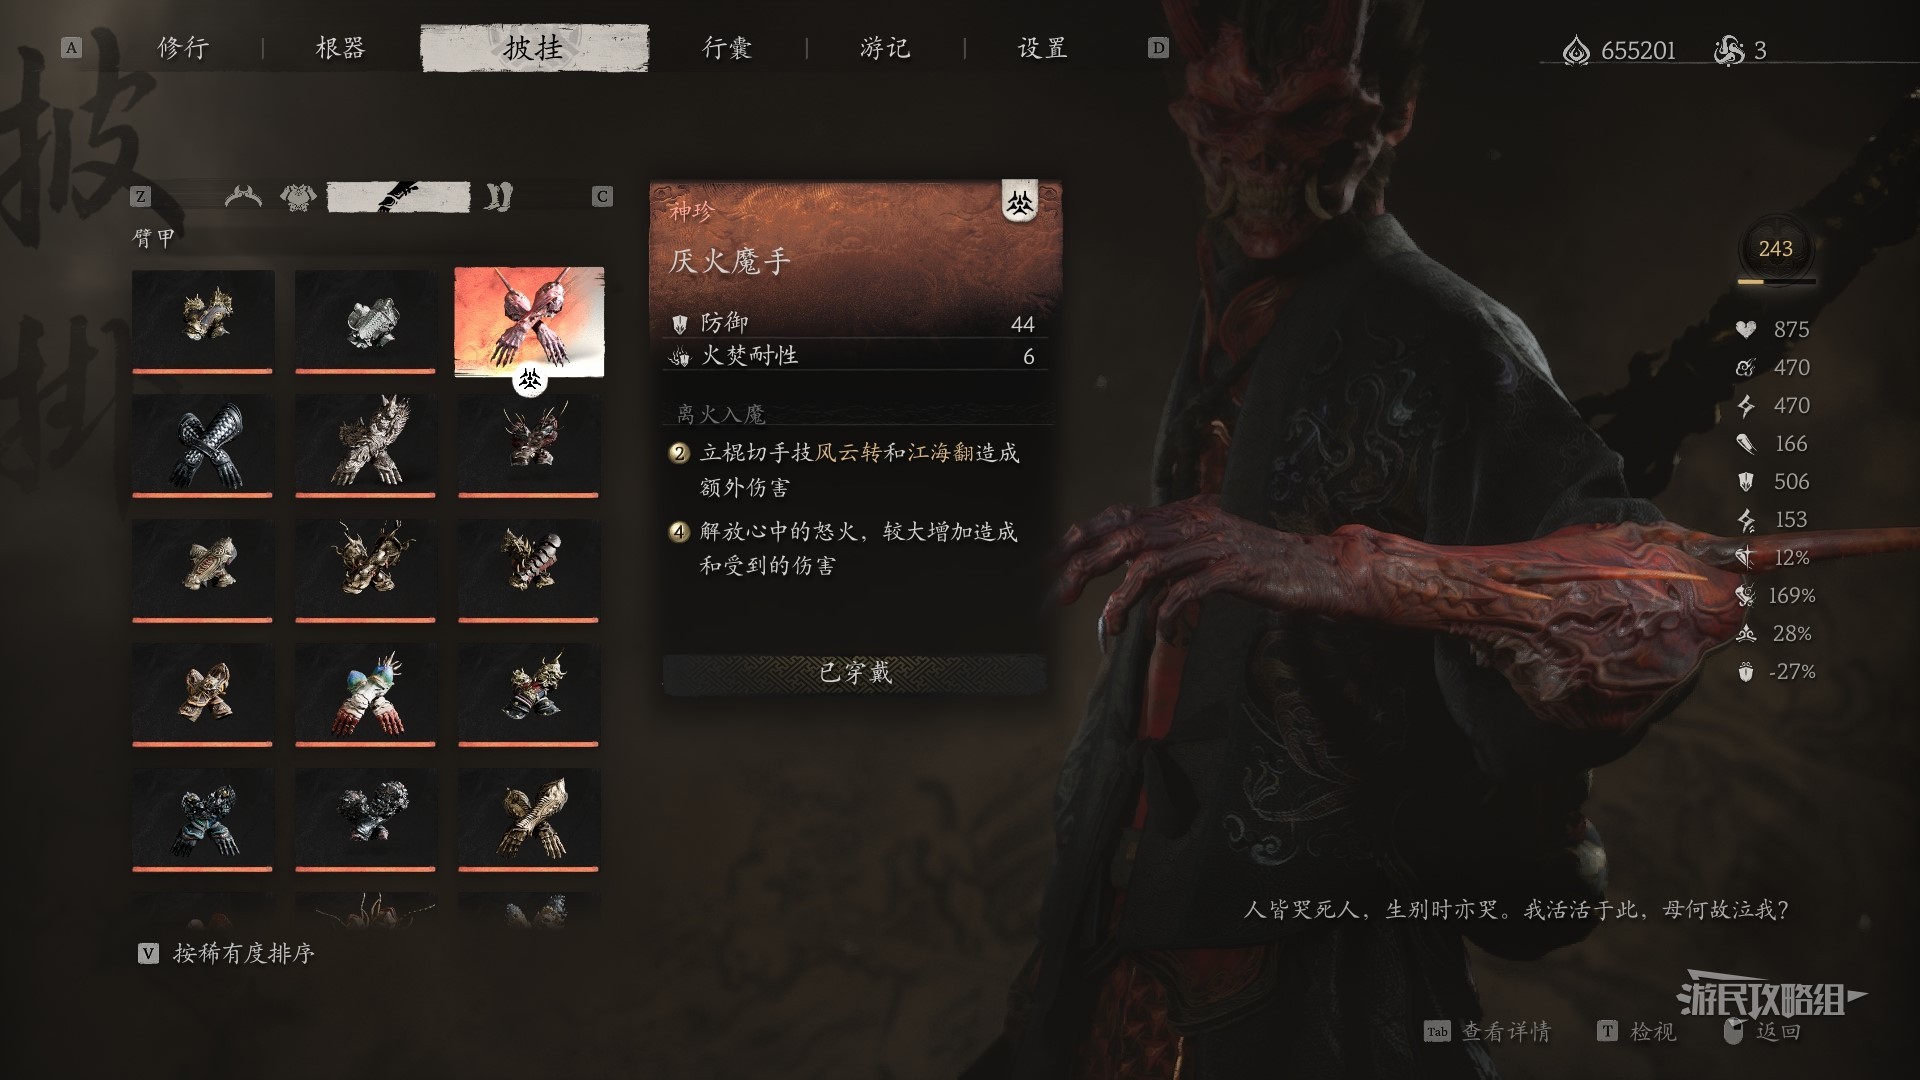 A 修行 根器 披挂 行囊 游记 设置 D 655201 3
披掛
Z C
臂甲
神珍
厌火魔手
防御 44
火焚耐性 6
离火入魔
2 立棍切手技风云转和江海翻造成
额外伤害
4 解放心中的怒火，较大增加造成
和受到的伤害
已穿戴
243
875
470
470
166
506
153
12%
169%
28%
-27%
人皆哭死人，生别时亦哭。我活活于此，母何故泣我？
V 按稀有度排序
游民攻略组
Tab 查看详情 T 检视 返回